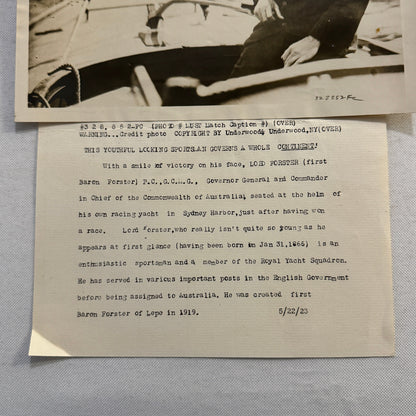 #3 2 8, 8 8 2-FC (PHOTO # MUST Match Caption #) (OVER)
WARNING...Credit photo COPYRIGHT BY Underwood& Underwood,NY(OVER)
THIS YOUTHFUL LOOKING SPORTSMAN GOVERNS A WHOLE CONTINENT!
With a smile of victory on his face, LORD FORSTER (first
Baron Forster) P.C.,G.C.M.G., Governor General and Commander
in Chief of the Commonwealth of Australia, seated at the helm
of his own racing yacht in Sydney Harbor,just after having won
a race. Lord Forster,who really isn't quite so young as he
appears at first glance (having been born in Jan 31,1866) is an
enthusiastic sportsman and a member of the Royal Yacht Squadron.
He has served in various important posts in the English Government
before being assigned to Australia. He was created first
Baron Forster of Lepe in 1919. 5/22/23